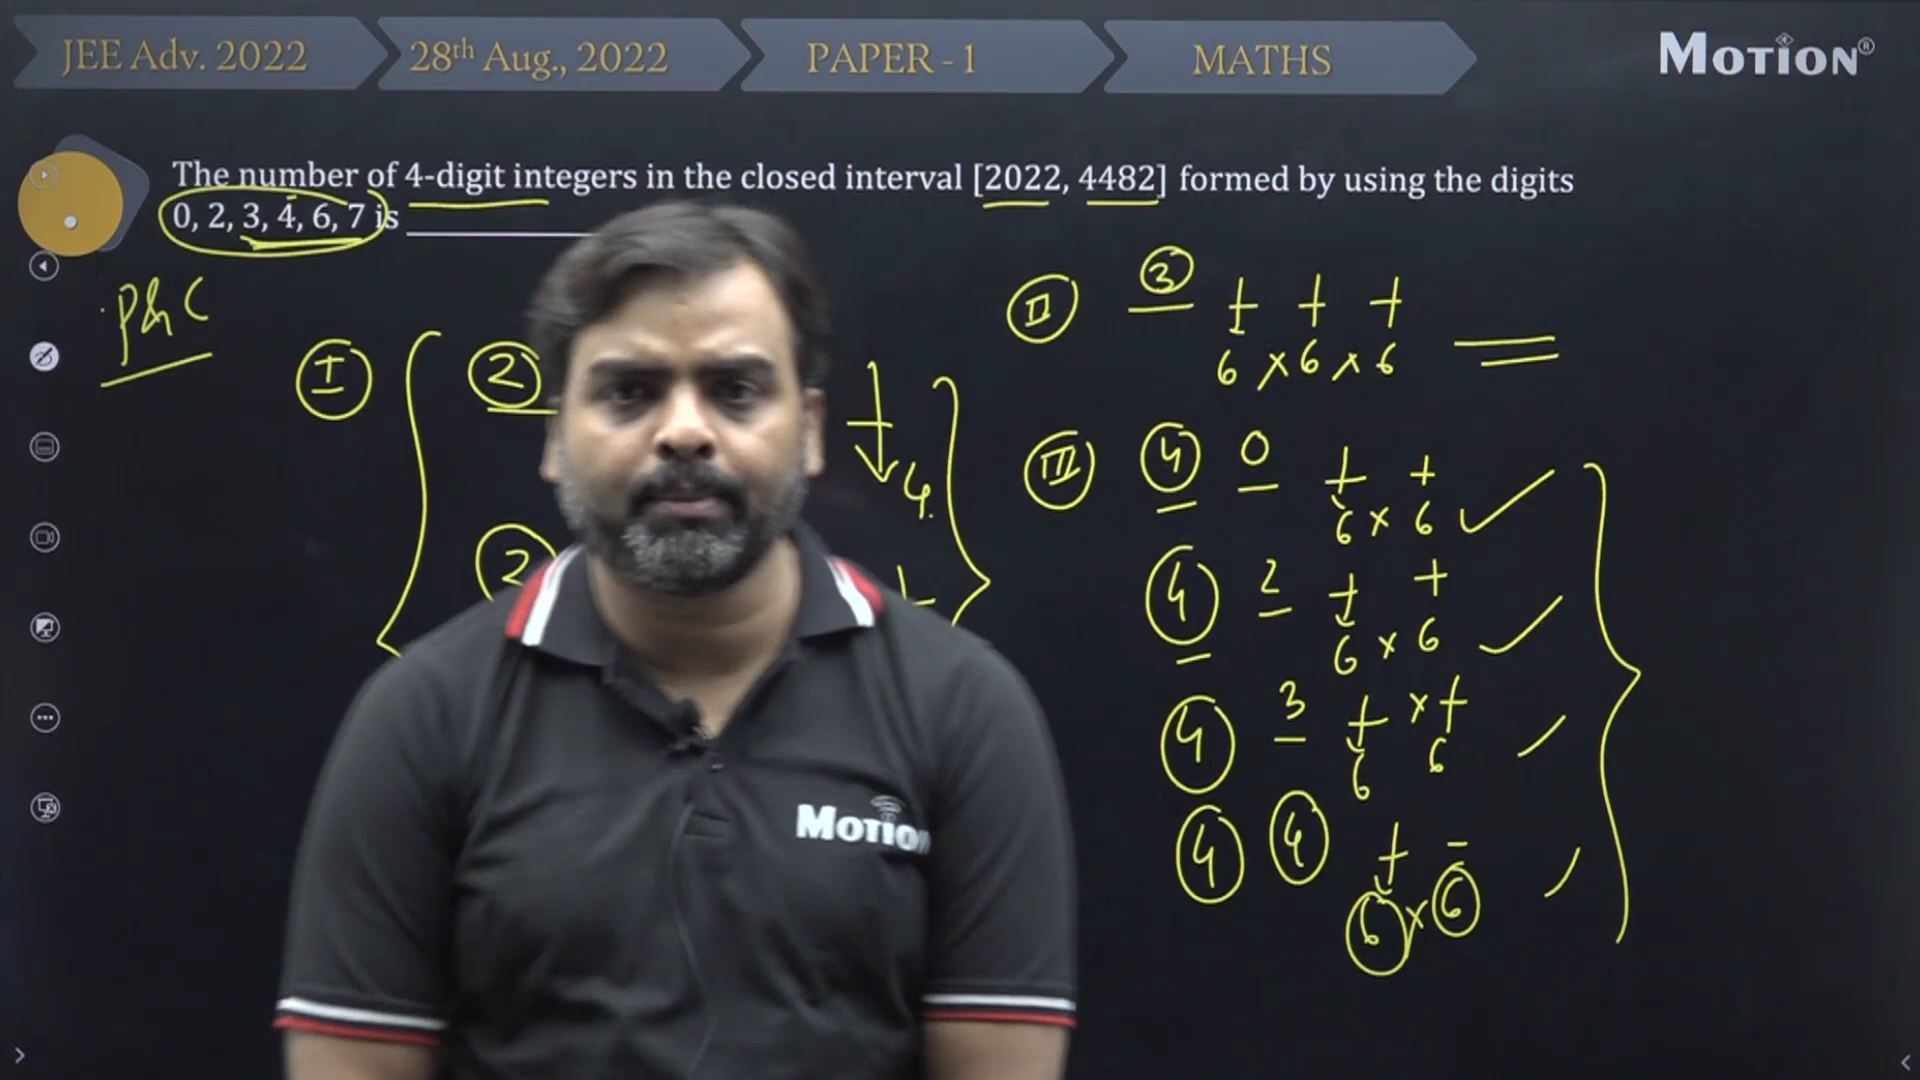 JEE Adv. 2022 28th Aug., 2022 PAPER - 1 MATHS MOTION®
The number of 4-digit integers in the closed interval [2022, 4482] formed by using the digits
0, 2, 3, 4, 6, 7 is
P&C
I 2
4.
2
II 3
6 × 6 × 6
III 4 0
6 × 6
4 2
6 × 6
4 3 ×
6 6
4 4
6 × 6
MOTION